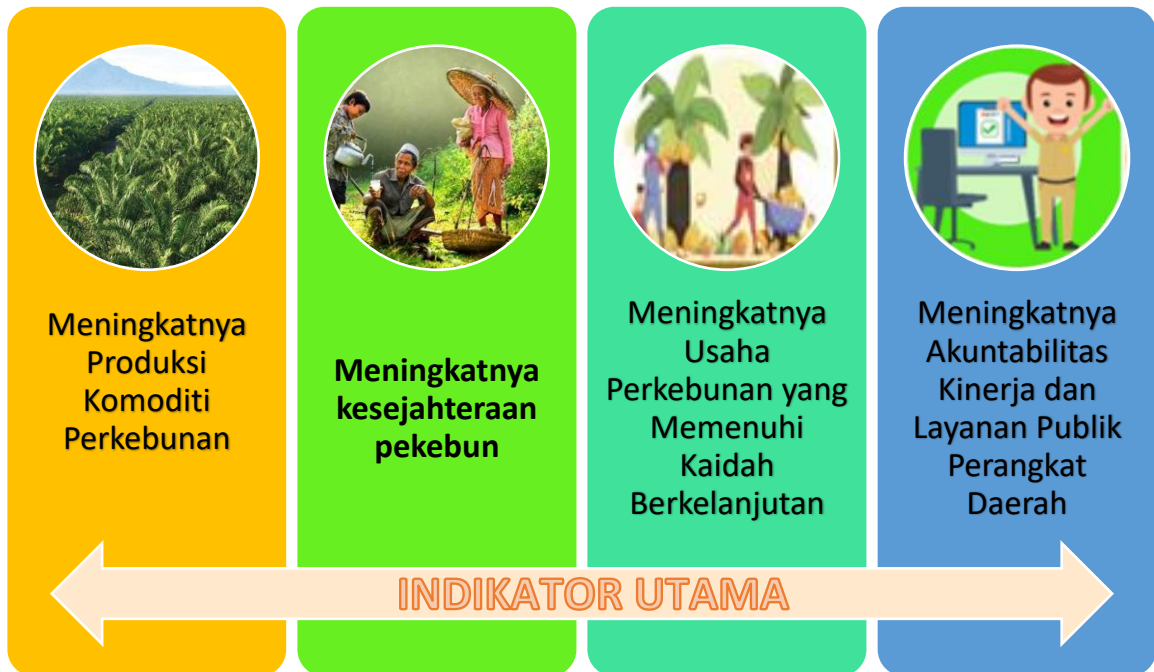 Meningkatnya
Produksi
Komoditi
Perkebunan
Meningkatnya
kesejahteraan
pekebun
Meningkatnya
Usaha
Perkebunan yang
Memenuhi
Kaidah
Berkelanjutan
Meningkatnya
Akuntabilitas
Kinerja dan
Layanan Publik
Perangkat
Daerah
INDIKATOR UTAMA